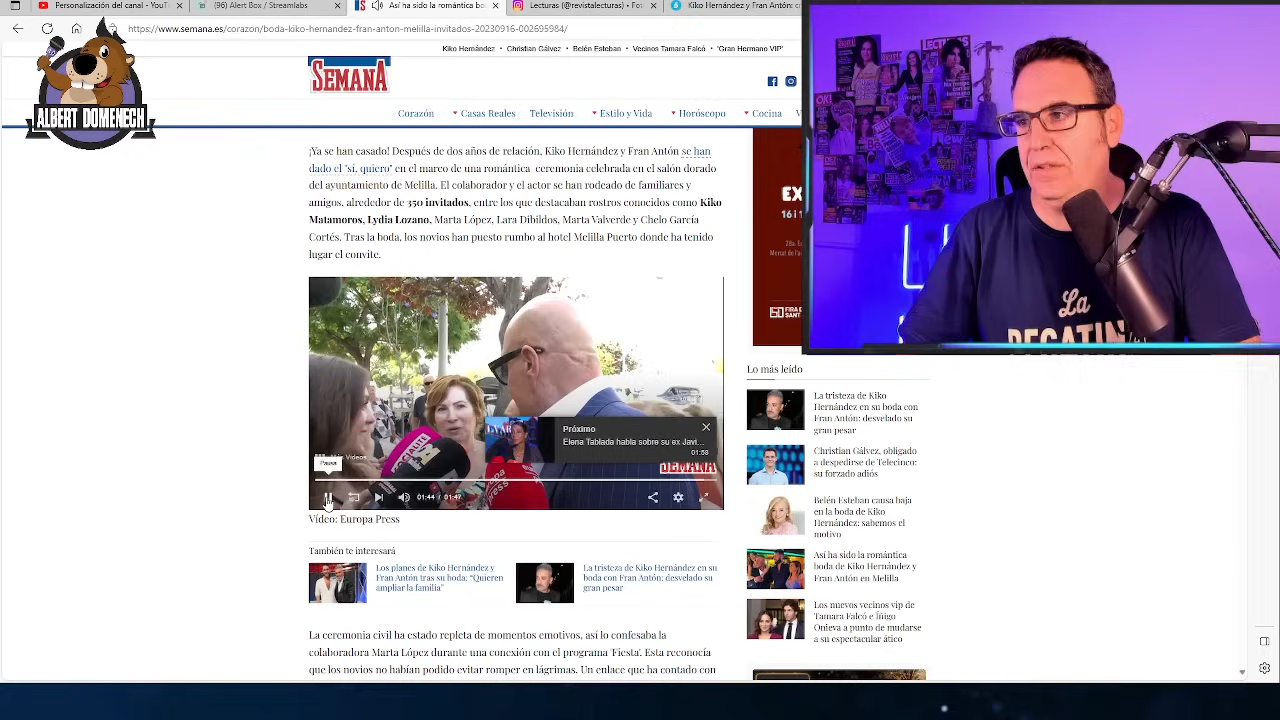 Personalización del canal - YouTu
(96) Alert Box / Streamlabs
Así ha sido la romántica bo
Lecturas (@revistalecturas) • Fo
Kiko Hernández y Fran Antón c
https://www.semana.es/corazon/boda-kiko-hernandez-fran-anton-melilla-invitados-20230916-002695984/
Kiko Hernández · Christian Gálvez · Belén Esteban · Vecinos Tamara Falcó · 'Gran Hermano VIP'
SEMANA
ALBERT DOMENECH
Corazón Casas Reales Televisión Estilo y Vida Horóscopo Cocina V
¡Ya se han casado! Después de dos años de relación, Kiko Hernández y Fran Antón se han
dado el "sí, quiero" en el marco de una romántica ceremonia celebrada en el salón dorado
del ayuntamiento de Melilla. El colaborador y el actor se han rodeado de familiares y
amigos, alrededor de 350 invitados, entre los que destacaban rostros conocidos como Kiko
Matamoros, Lydia Lozano, Marta López, Lara Dibildos, Marta Valverde y Chelo García
Cortés. Tras la boda, los novios han puesto rumbo al hotel Melilla Puerto donde ha tenido
lugar el convite.
EX
16 i 1
LECTURAS
La
PEGATIN
Más Vídeos
Pausa
Próximo
Elena Tablada habla sobre su ex Javi...
01:58
SEMANA
01:44 / 01:47
Vídeo: Europa Press
También te interesará
Los planes de Kiko Hernández y
Fran Antón tras su boda: “Quieren
ampliar la familia”
La tristeza de Kiko Hernández en su
boda con Fran Antón: desvelado su
gran pesar
La ceremonia civil ha estado repleta de momentos emotivos, así lo confesaba la
colaboradora Marta López durante una conexión con el programa 'Fiesta'. Esta reconocía
que los novios no habían podido evitar romper en lágrimas. Un enlace que ha contado con
50
FIRA D
SANT
Lo más leído
La tristeza de Kiko
Hernández en su boda
con Fran Antón:
desvelado su
gran pesar
Christian Gálvez, obligado
a despedirse de Telecinco:
su forzado adiós
Belén Esteban causa baja
en la boda de Kiko
Hernández: sabemos el
motivo
Así ha sido la romántica
boda de Kiko Hernández y
Fran Antón en Melilla
Los nuevos vecinos vip de
Tamara Falcó e Íñigo
Onieva a punto de mudarse
a su espectacular ático